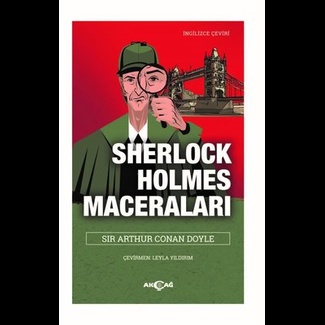 İNGİLİZCE ÇEVİRİ
SHERLOCK
HOLMES
MACERALARI
SIR ARTHUR CONAN DOYLE
ÇEVİRMEN: LEYLA YILDIRIM
AKÇAĞ